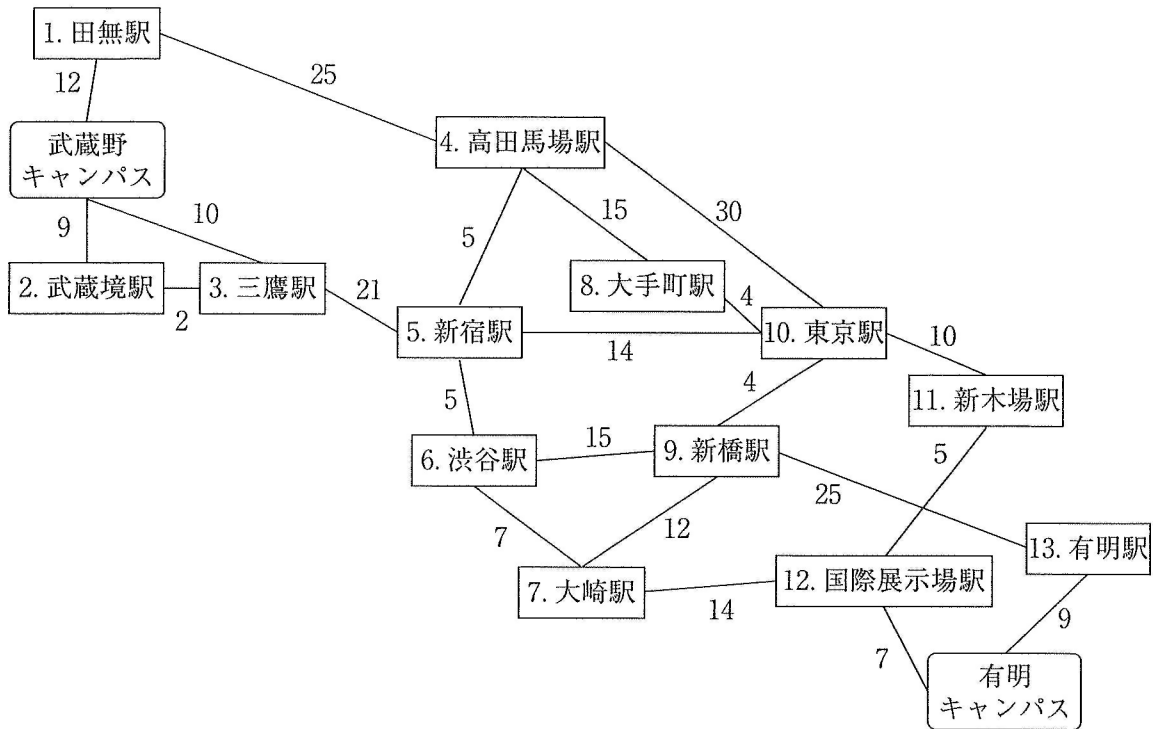 1. 田無駅
12
25
武蔵野
キャンパス
4. 高田馬場駅
9
10
5
15
30
2. 武蔵境駅
3. 三鷹駅
8. 大手町駅
2
21
4
5. 新宿駅
14
10. 東京駅
10
5
4
11. 新木場駅
6. 渋谷駅
15
9. 新橋駅
5
25
7
12
13. 有明駅
7. 大崎駅
14
12. 国際展示場駅
9
7
有明
キャンパス